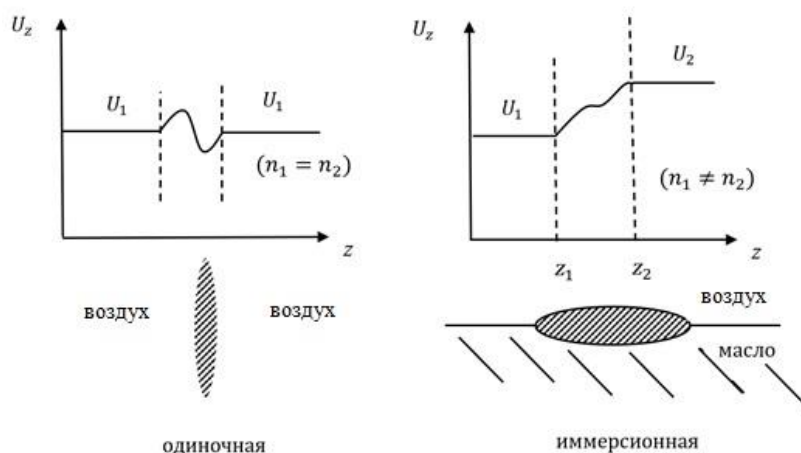 U_z
U_1
U_1
(n_1 = n_2)
z
воздух
воздух
одиночная
U_z
U_2
U_1
(n_1 ≠ n_2)
z_1
z_2
z
воздух
масло
иммерсионная